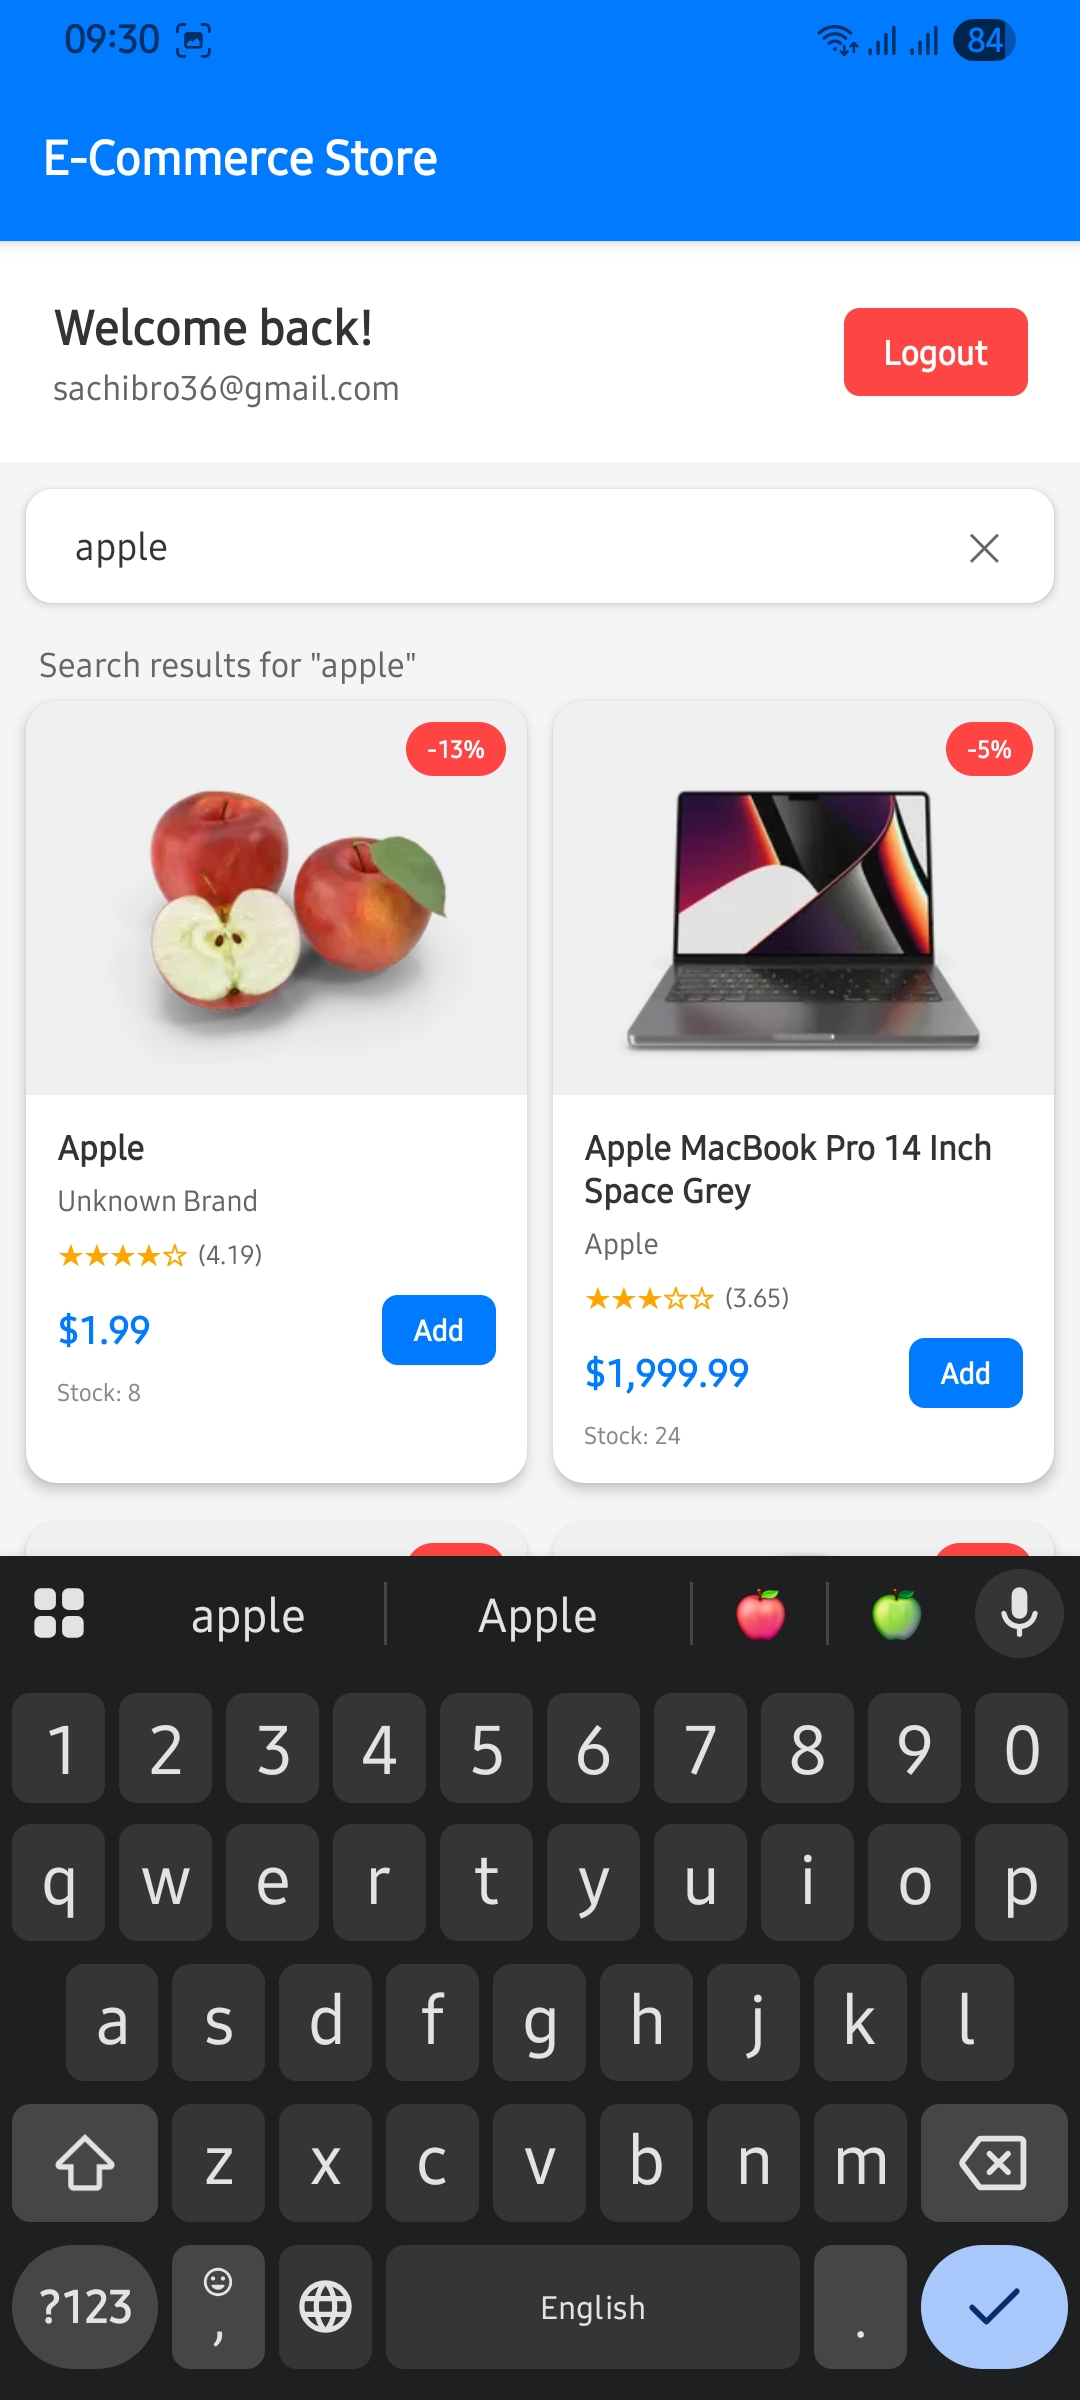 09:30
84
E-Commerce Store
Welcome back!
sachibro36@gmail.com
Logout
apple
Search results for "apple"
-13%
-5%
Apple
Unknown Brand
★★★★☆ (4.19)
$1.99
Add
Stock: 8
Apple MacBook Pro 14 Inch
Space Grey
Apple
★★★☆☆ (3.65)
$1,999.99
Add
Stock: 24
apple Apple 🍎 🍏
1 2 3 4 5 6 7 8 9 0
q w e r t y u i o p
a s d f g h j k l
z x c v b n m
?123 , English .